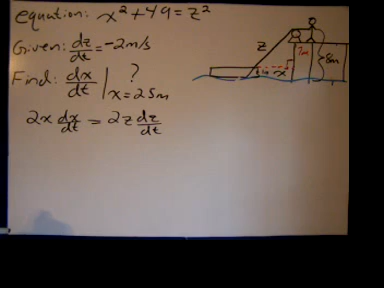 equation: x² + 49 = z²
Given: dz/dt = -2m/s
Find: dx/dt | x=25m ?
2x dx/dt = 2z dz/dt
z
7m
8m
1m
x